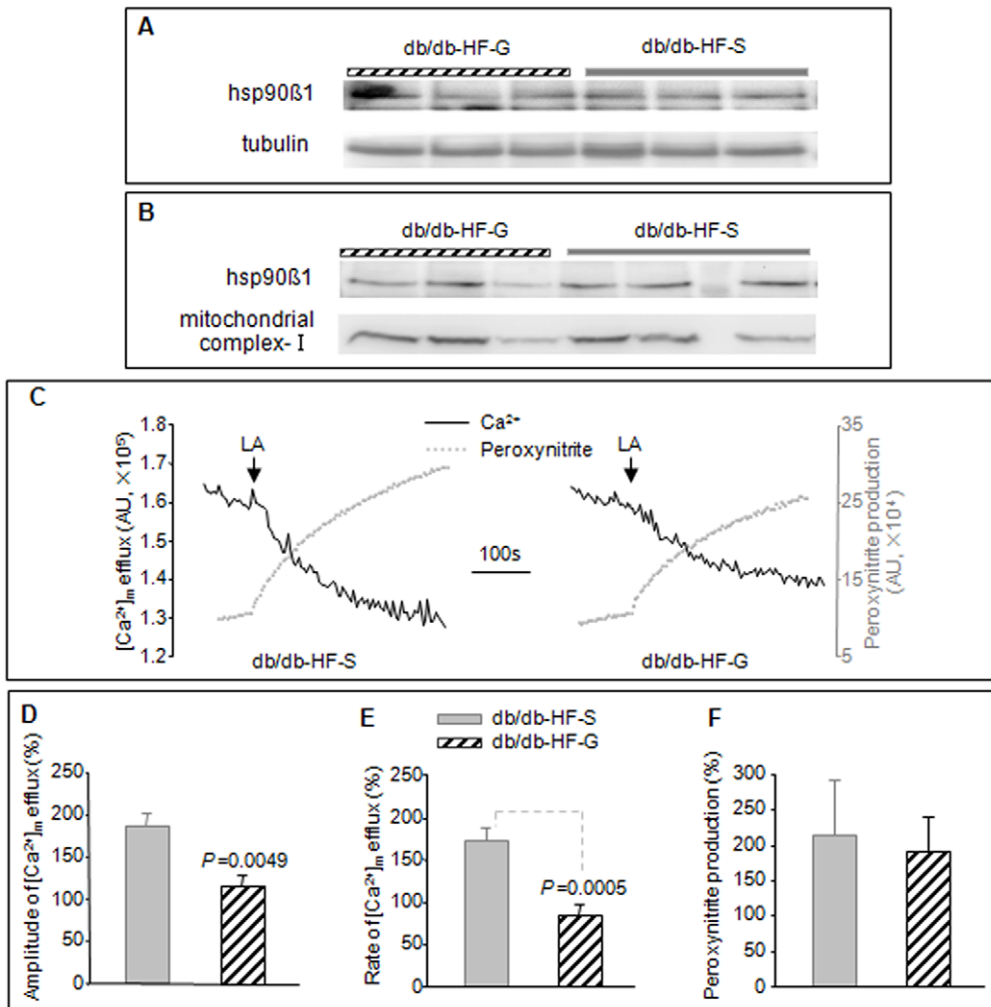 A
db/db-HF-G
db/db-HF-S
hsp90ß1
tubulin
B
db/db-HF-G
db/db-HF-S
hsp90ß1
mitochondrial
complex- I
C
[Ca²⁺]m efflux (AU, ×10⁵)
1.8
1.7
1.6
1.5
1.4
1.3
1.2
LA
Ca²⁺
Peroxynitrite
100s
LA
db/db-HF-S
db/db-HF-G
35
25
15
5
Peroxynitrite production
(AU, ×10⁴)
D
Amplitude of [Ca²⁺]m efflux (%)
250
200
150
100
50
0
P=0.0049
E
db/db-HF-S
db/db-HF-G
Rate of [Ca²⁺]m efflux (%)
250
200
150
100
50
0
P=0.0005
F
Peroxynitrite production (%)
300
250
200
150
100
50
0